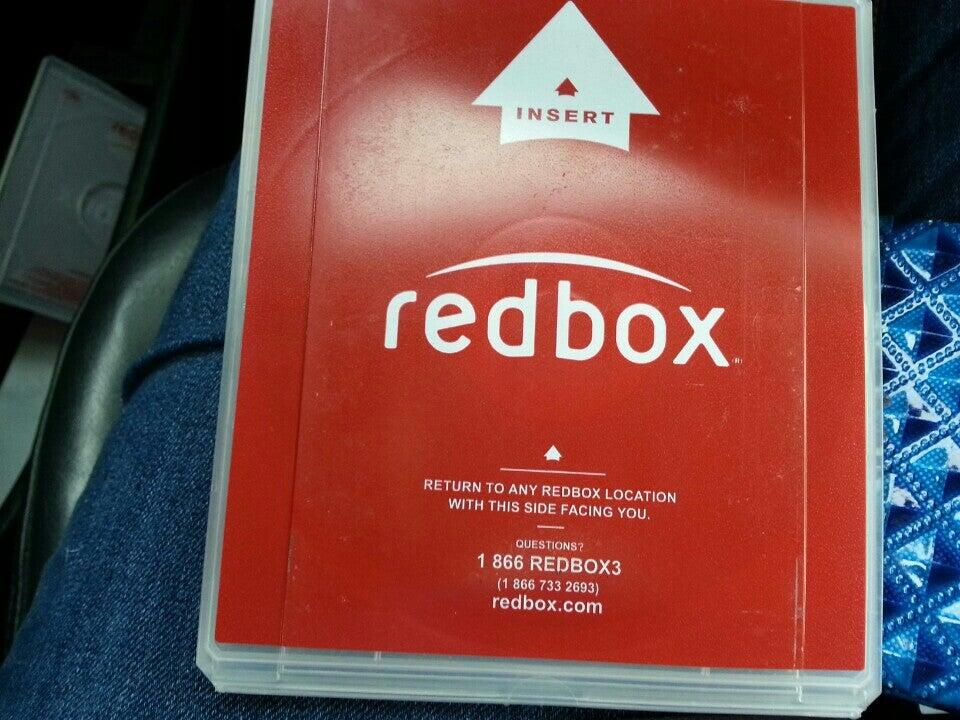 INSERT
redbox
RETURN TO ANY REDBOX LOCATION
WITH THIS SIDE FACING YOU.
QUESTIONS?
1 866 REDBOX3
(1 866 733 2693)
redbox.com